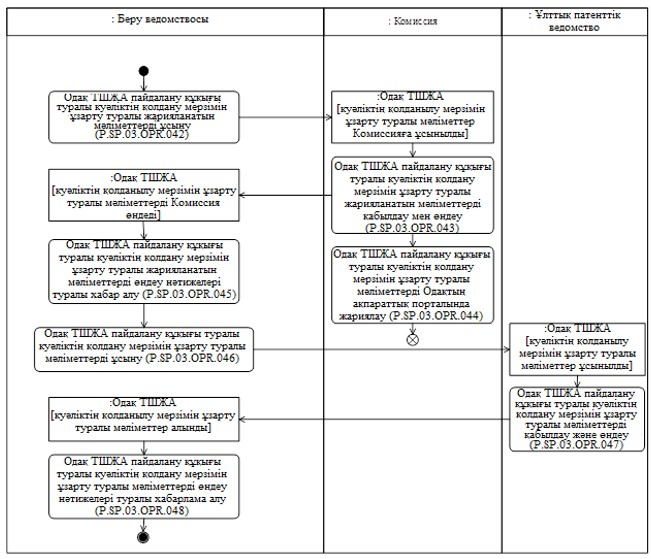 : Беру ведомствосы
: Комиссия
: Ұлттық патенттік
ведомство
Одақ ТШЖА пайдалану құқығы
туралы куәліктің қолдану мерзімін
ұзарту туралы жарияланатын
мәліметтерді ұсыну
(P.SP.03.OPR.042)
:Одақ ТШЖА
[куәліктің қолданылу мерзімін
ұзарту туралы мәліметтер
Комиссияға ұсынылды]
Одақ ТШЖА пайдалану құқығы
туралы куәліктің қолдану
мерзімін ұзарту туралы
жарияланатын мәліметтерді
қабылдау мен өңдеу
(P.SP.03.OPR.043)
:Одақ ТШЖА
[куәліктің қолданылу мерзімін ұзарту
туралы мәліметтерді Комиссия
өңдеді]
Одақ ТШЖА пайдалану құқығы
туралы куәліктің қолдану мерзімін
ұзарту туралы жарияланатын
мәліметтерді өңдеу нәтижелері
туралы хабар алу (P.SP.03.OPR.045)
Одақ ТШЖА пайдалану құқығы
туралы куәліктің қолдану
мерзімін ұзарту туралы
мәліметтерді Одақтың
ақпараттық порталында
жариялау (P.SP.03.OPR.044)
Одақ ТШЖА пайдалану құқығы туралы
куәліктің қолдану мерзімін ұзарту туралы
мәліметтерді ұсыну (P.SP.03.OPR.046)
:Одақ ТШЖА
[куәліктің қолданылу
мерзімін ұзарту туралы
мәліметтер ұсынылды]
Одақ ТШЖА пайдалану
құқығы туралы куәліктің
қолдану мерзімін ұзарту
туралы мәліметтерді
қабылдау және өңдеу
(P.SP.03.OPR.047)
:Одақ ТШЖА
[куәліктің қолданылу мерзімін ұзарту
туралы мәліметтер алынды]
Одақ ТШЖА пайдалану құқығы
туралы куәліктің қолдану мерзімін
ұзарту туралы мәліметтерді өңдеу
нәтижелері туралы хабарлама алу
(P.SP.03.OPR.048)